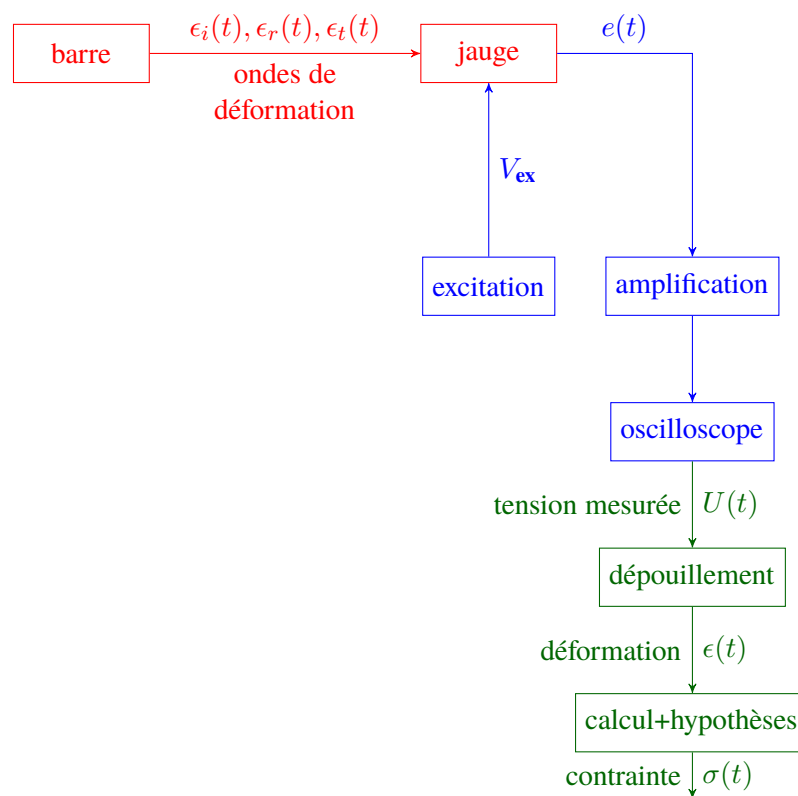 barre
ϵ_i(t), ϵ_r(t), ϵ_t(t)
ondes de
déformation
jauge
e(t)
V_ex
excitation
amplification
oscilloscope
tension mesurée U(t)
dépouillement
déformation ϵ(t)
calcul+hypothèses
contrainte σ(t)